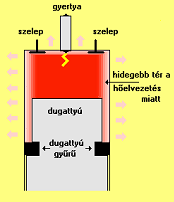 gyertya
szelep szelep
hidegebb tér a
hőelvezetés
miatt
dugattyú
dugattyú
gyűrű